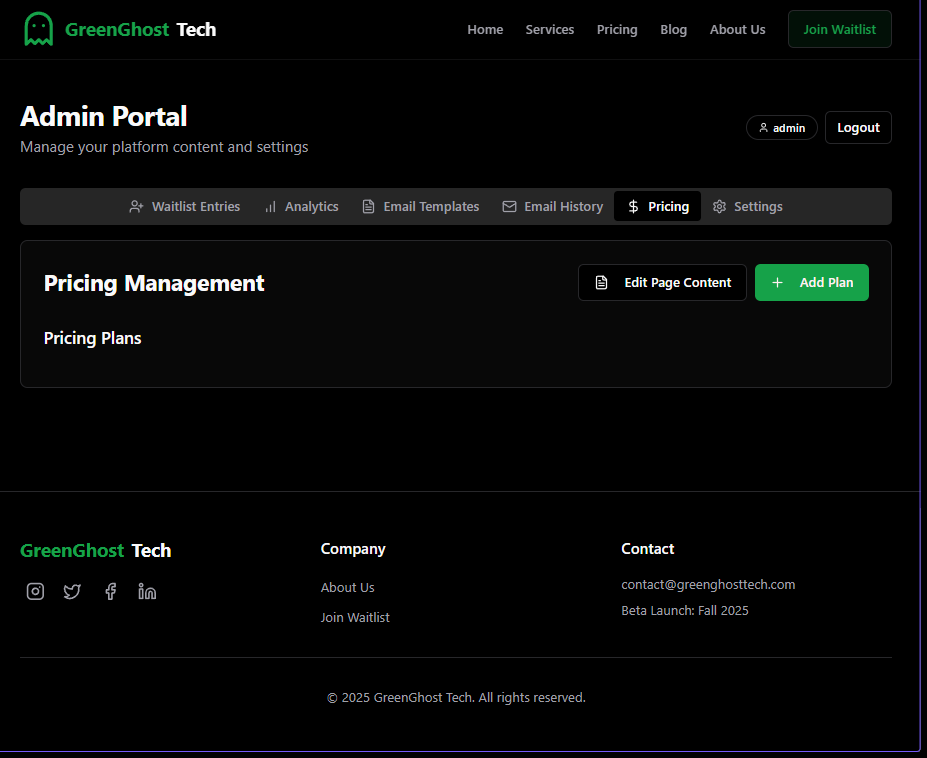 GreenGhost Tech
Home Services Pricing Blog About Us Join Waitlist
Admin Portal
Manage your platform content and settings
admin Logout
Waitlist Entries Analytics Email Templates Email History Pricing Settings
Pricing Management
Edit Page Content + Add Plan
Pricing Plans
GreenGhost Tech
Company
About Us
Join Waitlist
Contact
contact@greenghosttech.com
Beta Launch: Fall 2025
© 2025 GreenGhost Tech. All rights reserved.